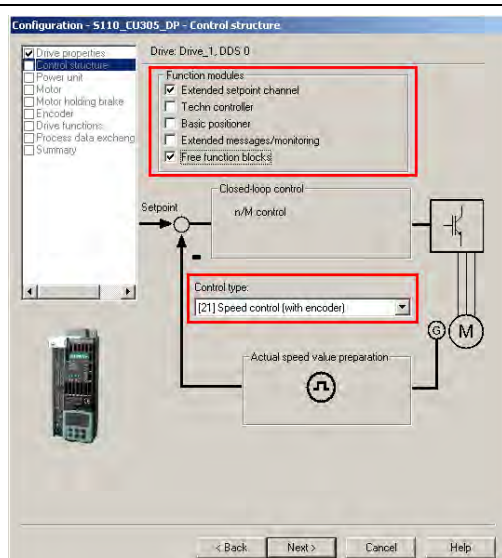 Configuration - S110_CU305_DP - Control structure
Drive properties
Control structure
Power unit
Motor
Motor holding brake
Encoder
Drive functions
Process data exchang
Summary
Drive: Drive_1, DDS 0
Function modules
Extended setpoint channel
Techn controller
Basic positioner
Extended messages/monitoring
Free function blocks
Closed-loop control
n/M control
Setpoint
-
Control type:
[21] Speed control (with encoder)
G
M
Actual speed value preparation
< Back
Next >
Cancel
Help